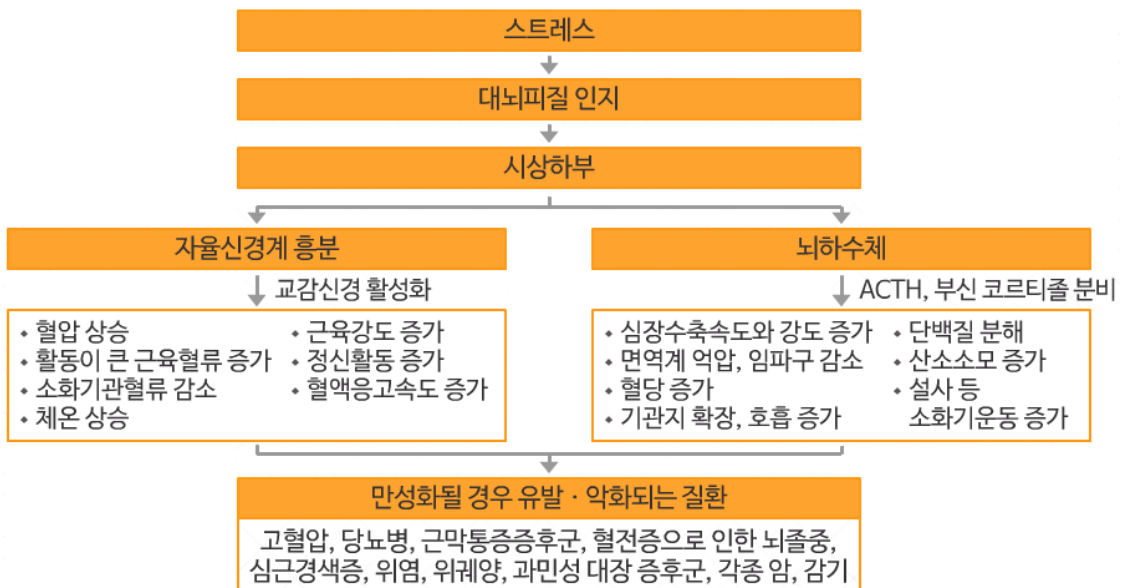 스트레스
대뇌피질 인지
시상하부
자율신경계 흥분
교감신경 활성화
• 혈압 상승
• 활동이 큰 근육혈류 증가
• 소화기관혈류 감소
• 체온 상승
• 근육강도 증가
• 정신활동 증가
• 혈액응고속도 증가
뇌하수체
ACTH, 부신 코르티졸 분비
• 심장수축속도와 강도 증가
• 면역계 억압, 임파구 감소
• 혈당 증가
• 기관지 확장, 호흡 증가
• 단백질 분해
• 산소소모 증가
• 설사 등
소화기운동 증가
만성화될 경우 유발 · 악화되는 질환
고혈압, 당뇨병, 근막통증증후군, 혈전증으로 인한 뇌졸중,
심근경색증, 위염, 위궤양, 과민성 대장 증후군, 각종 암, 감기